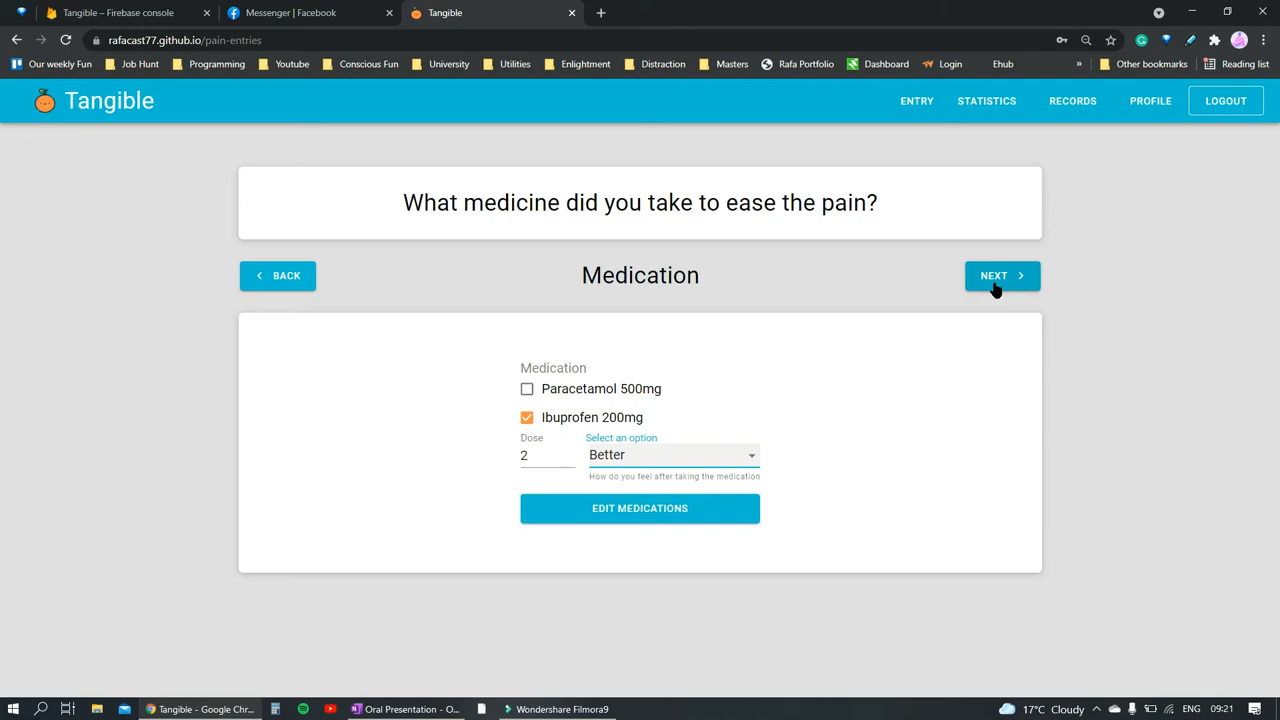 Tangible – Firebase console
Messenger | Facebook
Tangible
rafacast77.github.io/pain-entries
Our weekly Fun
Job Hunt
Programming
Youtube
Conscious Fun
University
Utilities
Enlightment
Distraction
Masters
Rafa Portfolio
Dashboard
Login
Ehub
»
Other bookmarks
Reading list
Tangible
ENTRY
STATISTICS
RECORDS
PROFILE
LOGOUT
What medicine did you take to ease the pain?
BACK
Medication
NEXT
Medication
Paracetamol 500mg
Ibuprofen 200mg
Dose
Select an option
2
Better
How do you feel after taking the medication
EDIT MEDICATIONS
Tangible - Google Chr...
Oral Presentation - O...
Wondershare Filmora9
17°C Cloudy
ENG
09:21